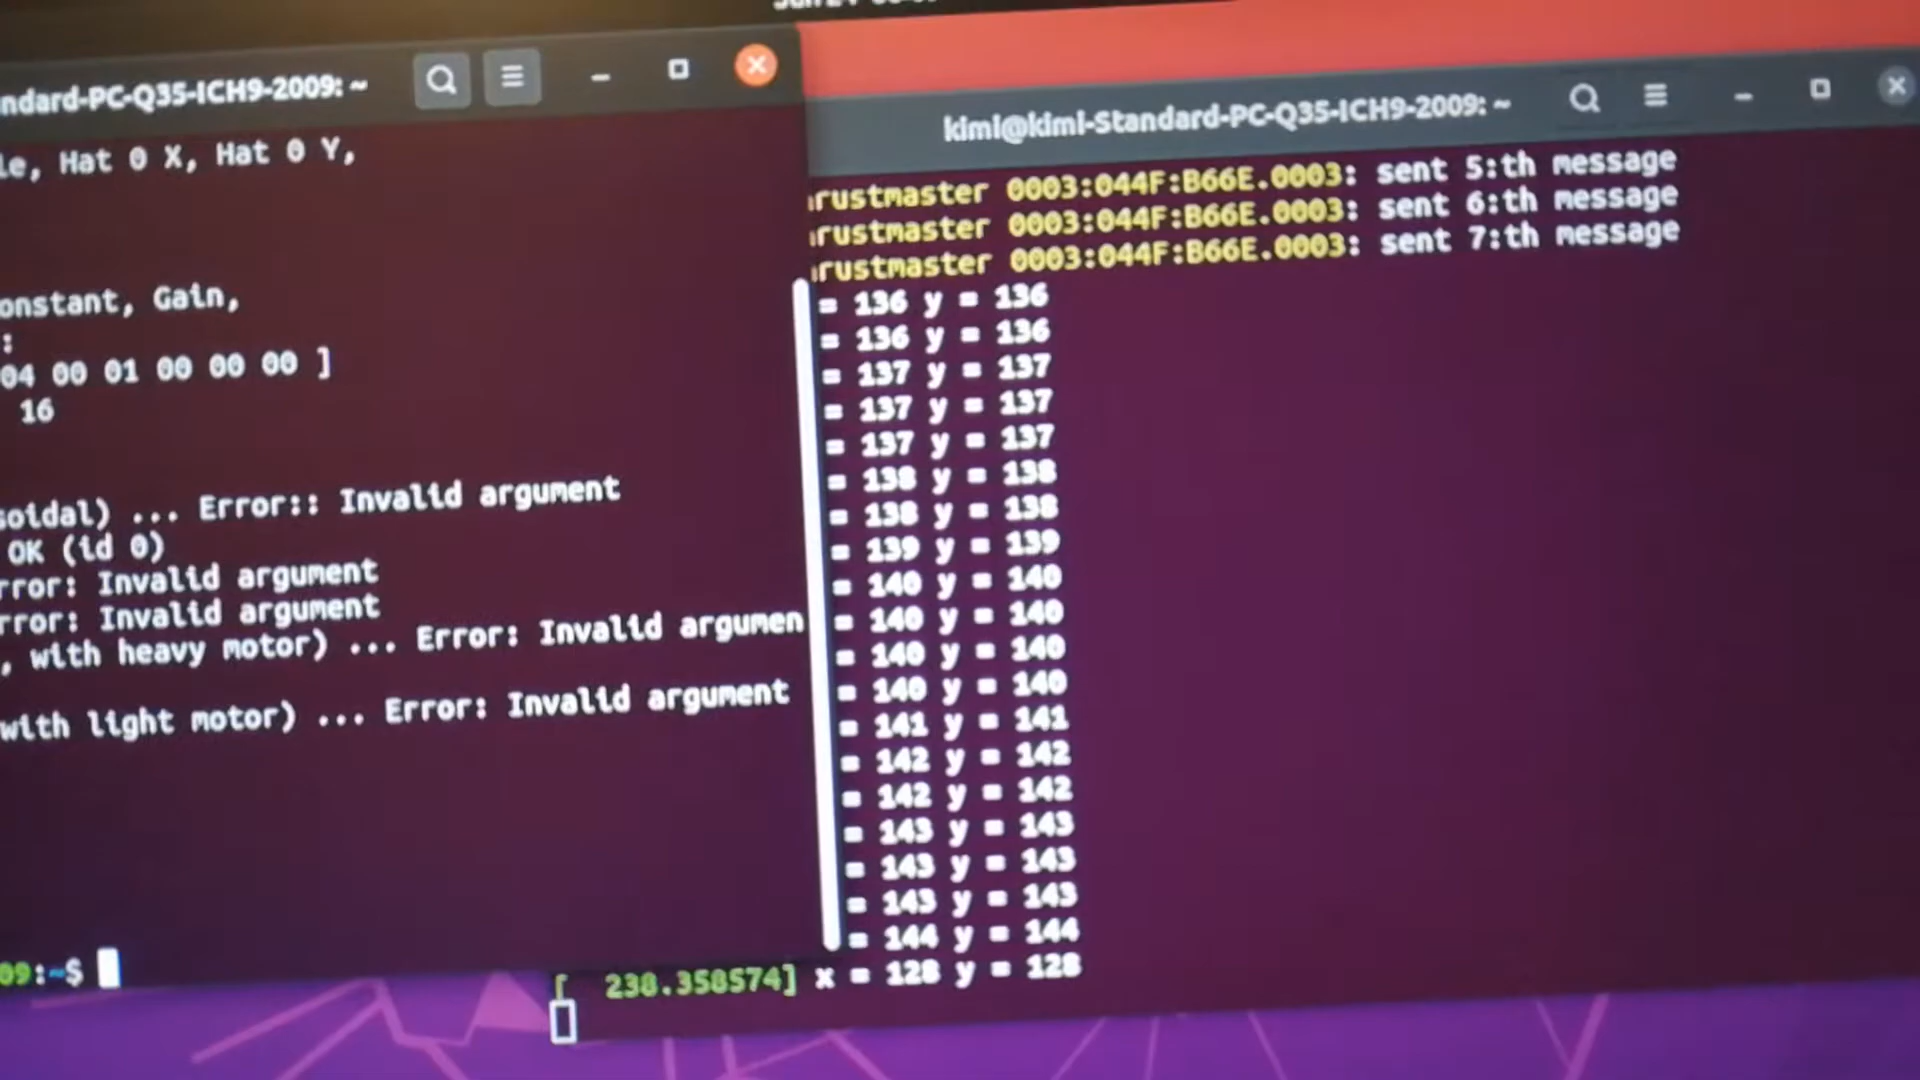 ndard-PC-Q35-ICH9-2009: ~
le, Hat 0 X, Hat 0 Y,
onstant, Gain,
:
04 00 01 00 00 00 ]
16
soidal) ... Error:: Invalid argument
OK (id 0)
rror: Invalid argument
rror: Invalid argument
, with heavy motor) ... Error: Invalid argumen
with light motor) ... Error: Invalid argument
09:~$
kimi@kimi-Standard-PC-Q35-ICH9-2009: ~
rustmaster 0003:044F:B66E.0003: sent 5:th message
rustmaster 0003:044F:B66E.0003: sent 6:th message
rustmaster 0003:044F:B66E.0003: sent 7:th message
= 136 y = 136
= 136 y = 136
= 137 y = 137
= 137 y = 137
= 137 y = 137
= 138 y = 138
= 138 y = 138
= 139 y = 139
= 140 y = 140
= 140 y = 140
= 140 y = 140
= 140 y = 140
= 141 y = 141
= 142 y = 142
= 142 y = 142
= 143 y = 143
= 143 y = 143
= 143 y = 143
= 144 y = 144
[ 230.358574] x = 128 y = 128